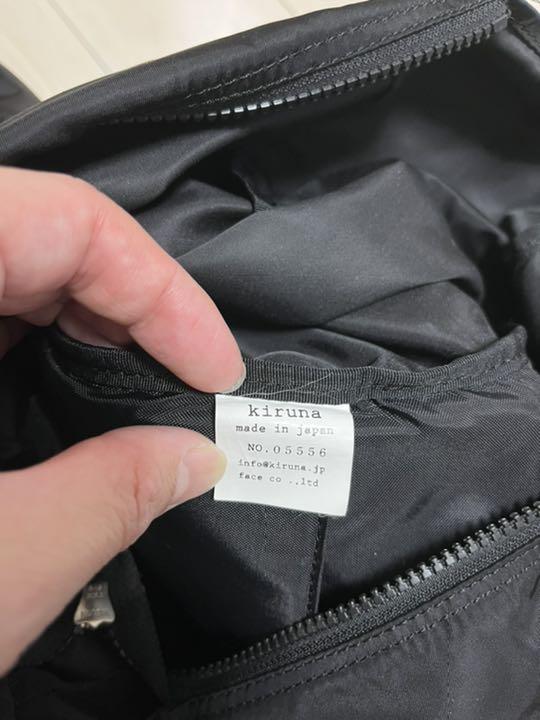 kiruna
made in japan
NO.05556
info@kiruna.jp
face co .,ltd